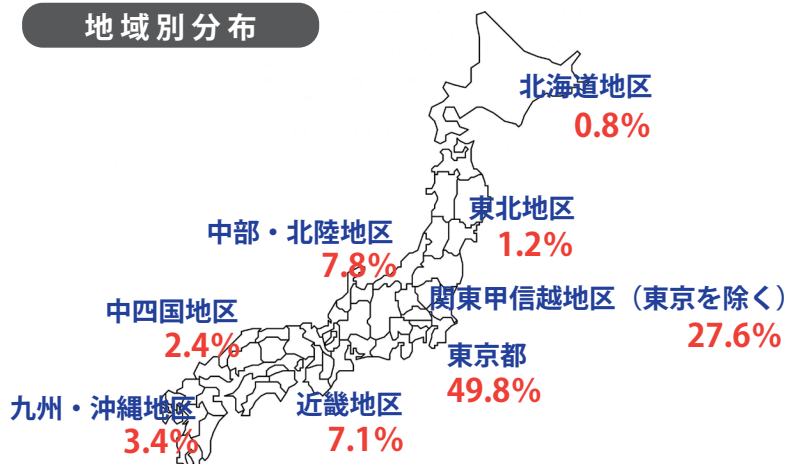 地域別分布
北海道地区
0.8%
東北地区
1.2%
中部・北陸地区
7.8%
関東甲信越地区（東京を除く）
27.6%
中四国地区
2.4%
東京都
49.8%
近畿地区
7.1%
九州・沖縄地区
3.4%